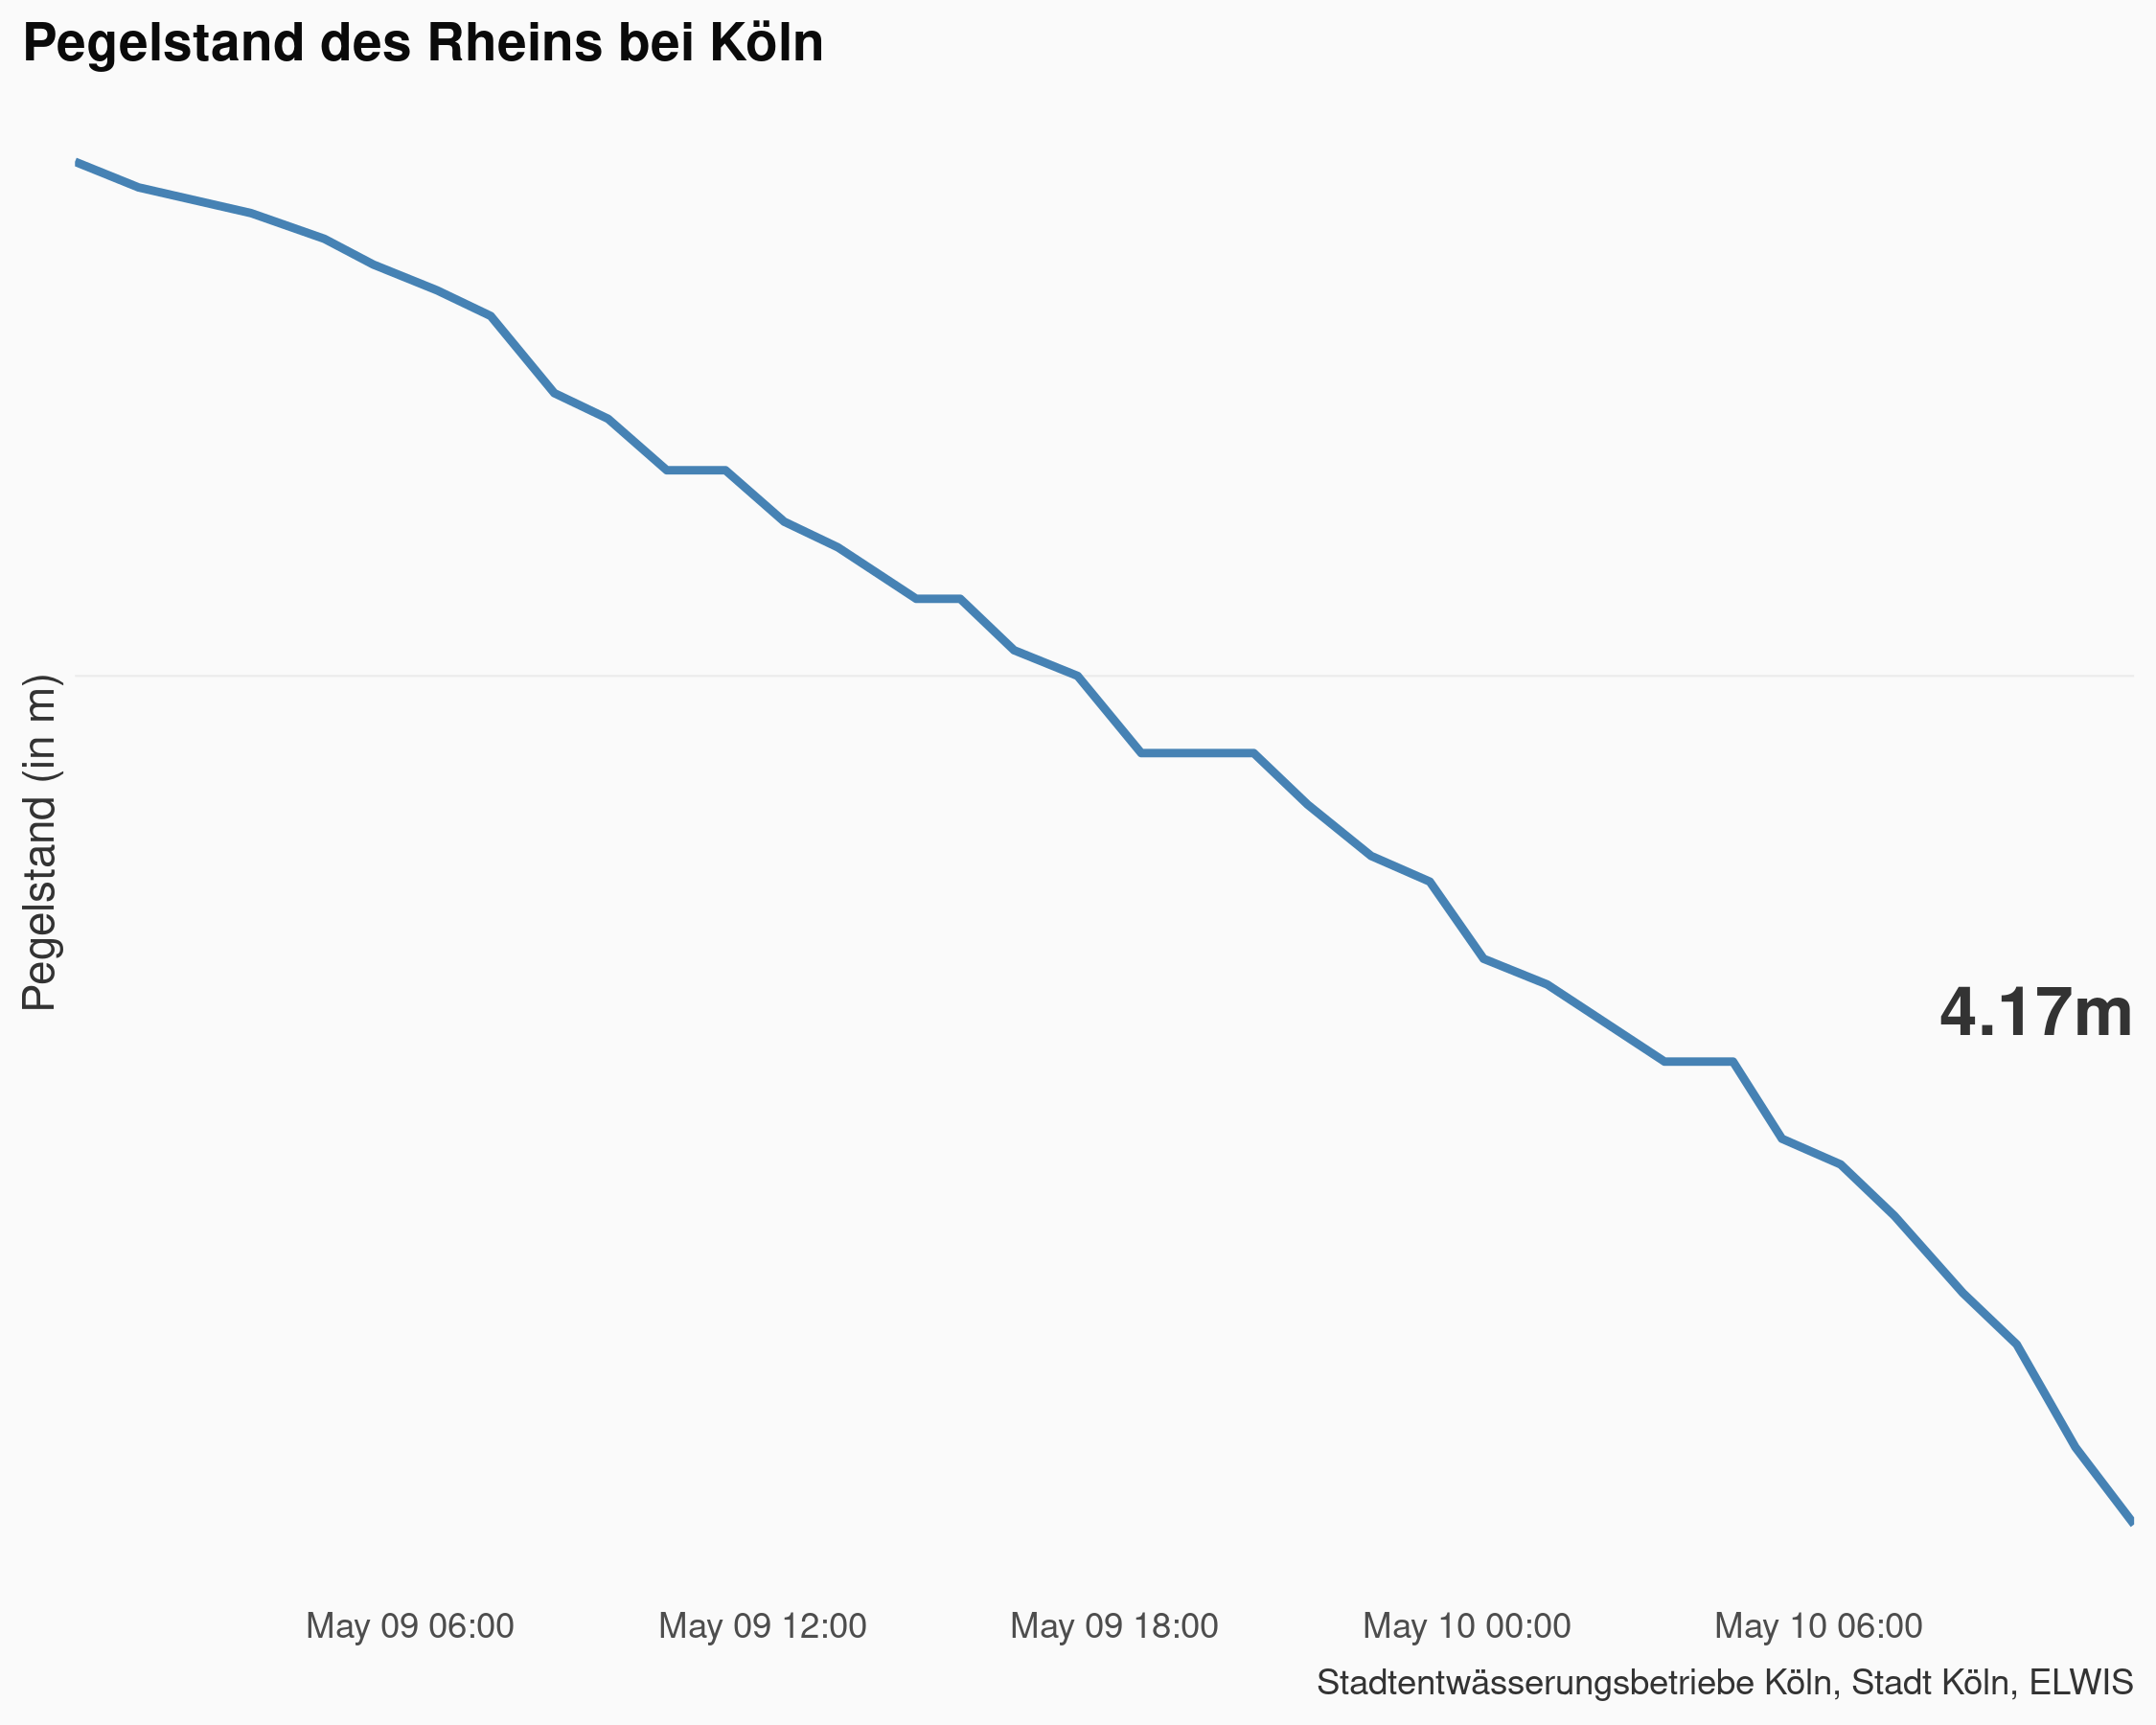 Pegelstand des Rheins bei Köln
Pegelstand (in m)
4.17m
May 09 06:00 May 09 12:00 May 09 18:00 May 10 00:00 May 10 06:00
Stadtentwässerungsbetriebe Köln, Stadt Köln, ELWIS